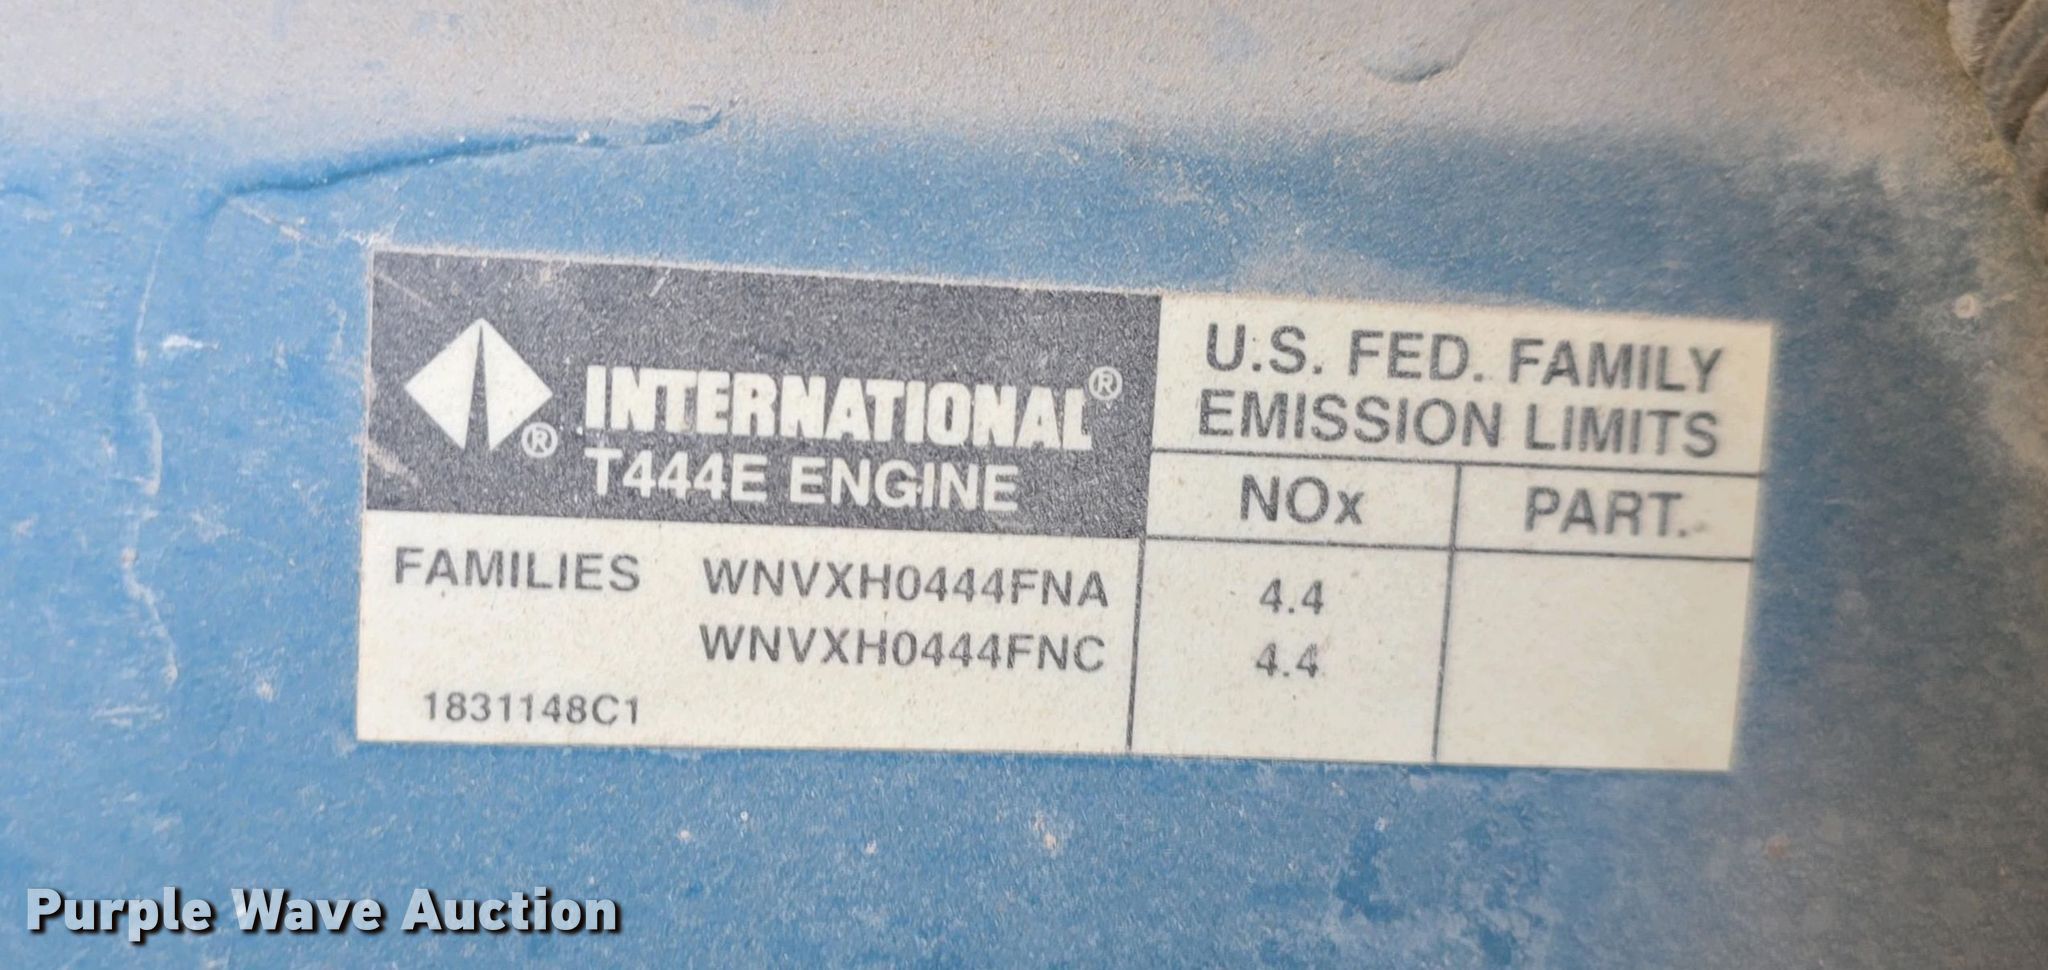 INTERNATIONAL®
®
T444E ENGINE
U.S. FED. FAMILY
EMISSION LIMITS
NOx PART.
FAMILIES WNVXH0444FNA 4.4
WNVXH0444FNC 4.4
1831148C1
Purple Wave Auction